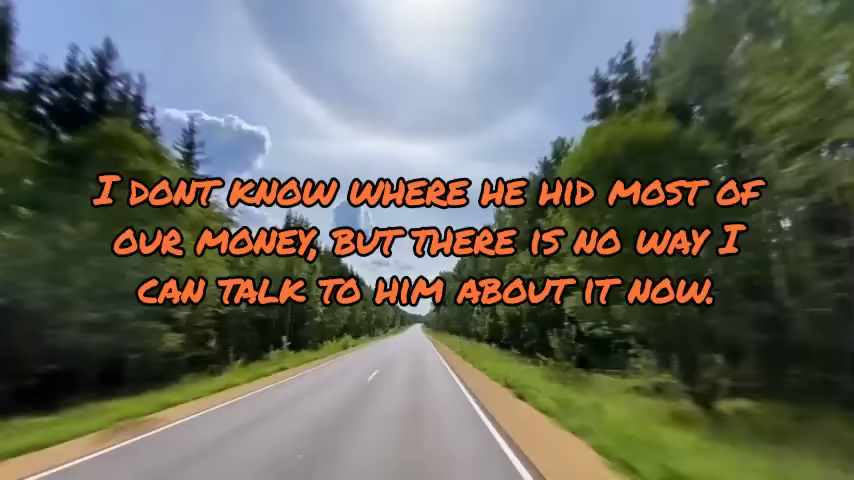 I DONT KNOW WHERE HE HID MOST OF
OUR MONEY, BUT THERE IS NO WAY I
CAN TALK TO HIM ABOUT IT NOW.